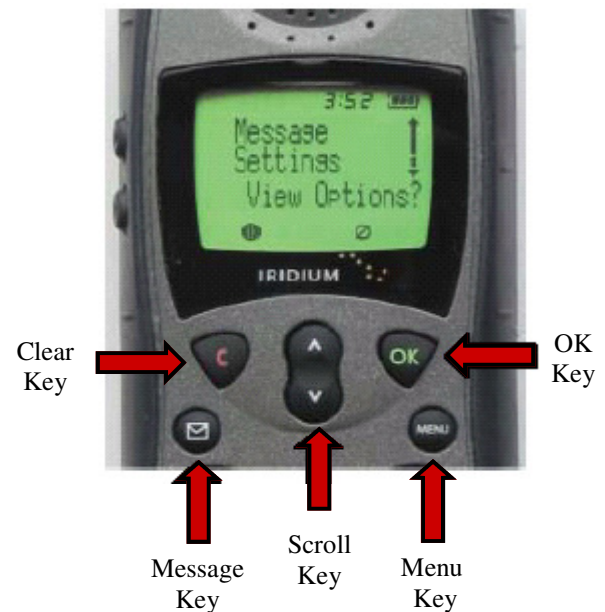 3:52
Message
Settings
View Options?
IRIDIUM
Clear
Key
C
OK
OK
Key
MENU
Message
Key
Scroll
Key
Menu
Key